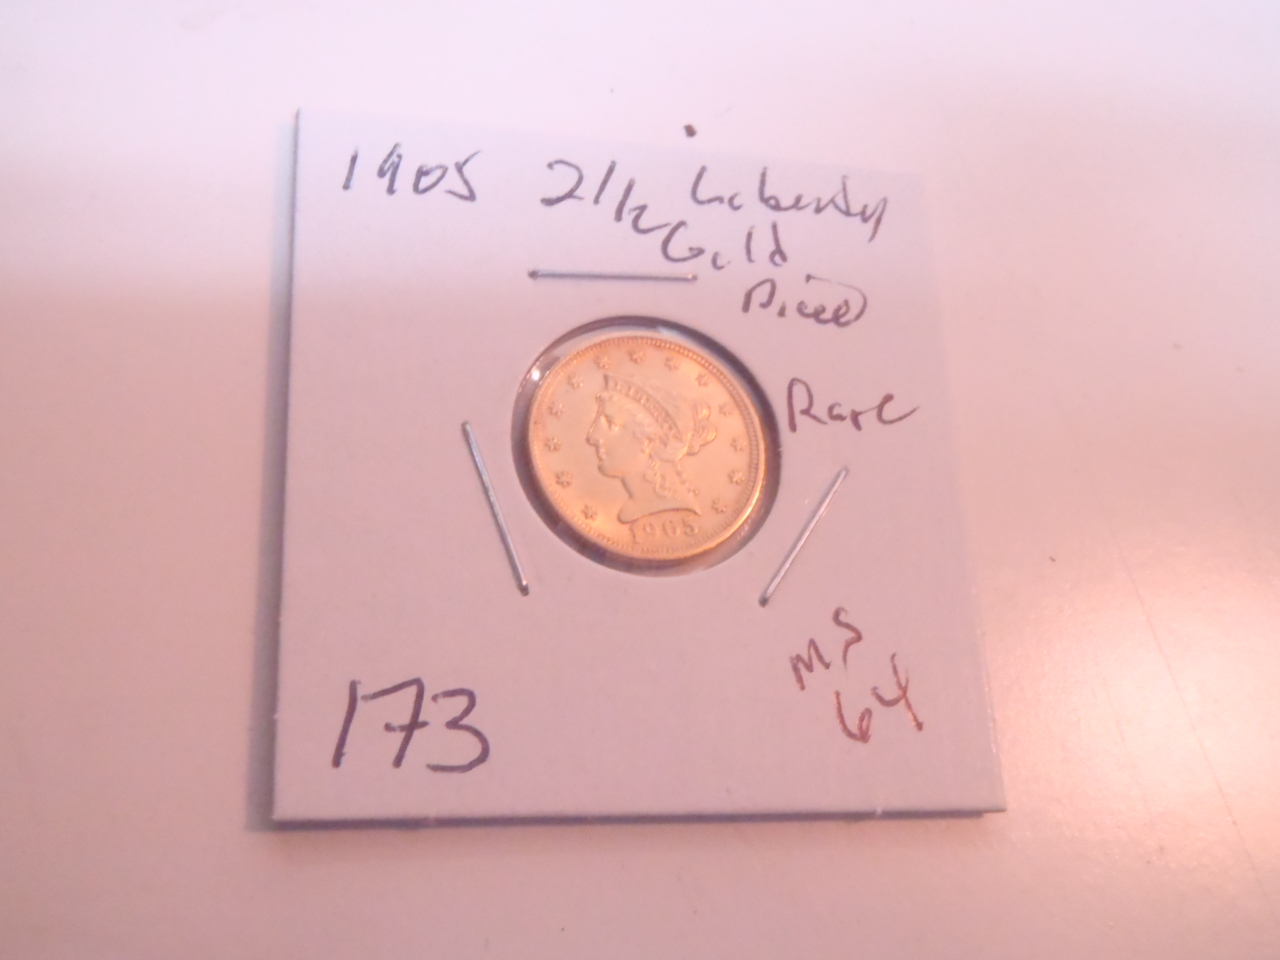 1905 2 1/2 Liberty
Gold
Piece
Rare
LIBERTY
1905
MS
64
173